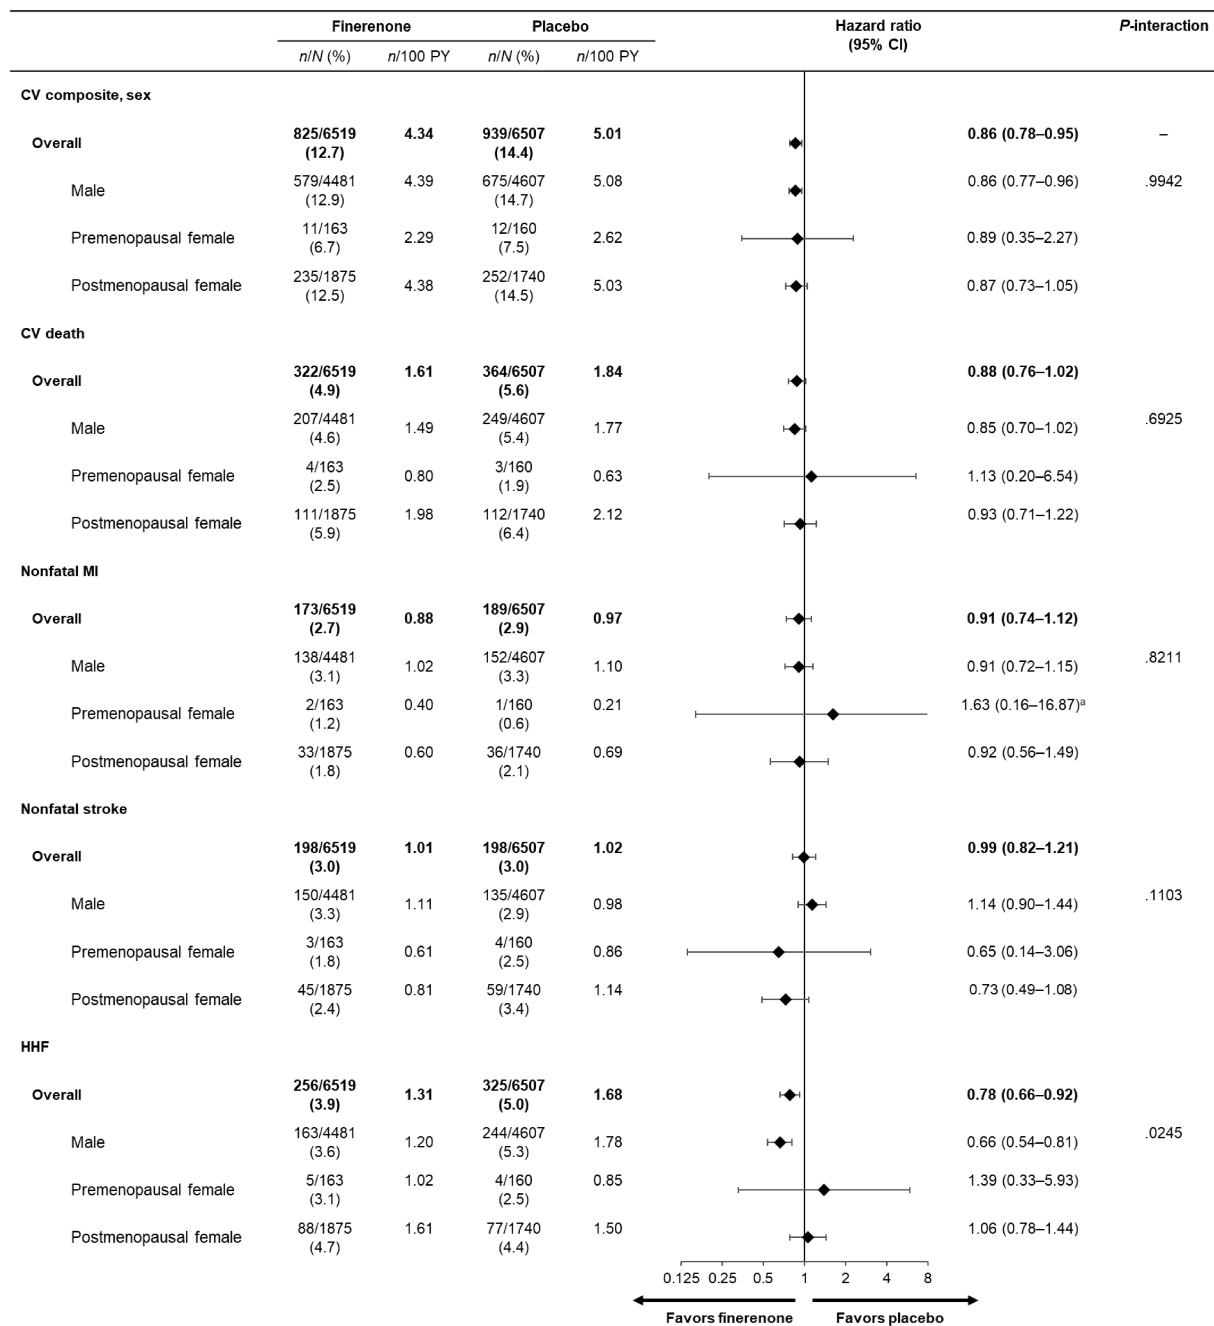 Finerenone Placebo Hazard ratio P-interaction
n/N (%) n/100 PY n/N (%) n/100 PY (95% CI)
CV composite, sex
Overall 825/6519 4.34 939/6507 5.01 0.86 (0.78–0.95) –
(12.7) (14.4)
Male 579/4481 4.39 675/4607 5.08 0.86 (0.77–0.96) .9942
(12.9) (14.7)
Premenopausal female 11/163 2.29 12/160 2.62 0.89 (0.35–2.27)
(6.7) (7.5)
Postmenopausal female 235/1875 4.38 252/1740 5.03 0.87 (0.73–1.05)
(12.5) (14.5)
CV death
Overall 322/6519 1.61 364/6507 1.84 0.88 (0.76–1.02)
(4.9) (5.6)
Male 207/4481 1.49 249/4607 1.77 0.85 (0.70–1.02) .6925
(4.6) (5.4)
Premenopausal female 4/163 0.80 3/160 0.63 1.13 (0.20–6.54)
(2.5) (1.9)
Postmenopausal female 111/1875 1.98 112/1740 2.12 0.93 (0.71–1.22)
(5.9) (6.4)
Nonfatal MI
Overall 173/6519 0.88 189/6507 0.97 0.91 (0.74–1.12)
(2.7) (2.9)
Male 138/4481 1.02 152/4607 1.10 0.91 (0.72–1.15) .8211
(3.1) (3.3)
Premenopausal female 2/163 0.40 1/160 0.21 1.63 (0.16–16.87)ᵃ
(1.2) (0.6)
Postmenopausal female 33/1875 0.60 36/1740 0.69 0.92 (0.56–1.49)
(1.8) (2.1)
Nonfatal stroke
Overall 198/6519 1.01 198/6507 1.02 0.99 (0.82–1.21)
(3.0) (3.0)
Male 150/4481 1.11 135/4607 0.98 1.14 (0.90–1.44) .1103
(3.3) (2.9)
Premenopausal female 3/163 0.61 4/160 0.86 0.65 (0.14–3.06)
(1.8) (2.5)
Postmenopausal female 45/1875 0.81 59/1740 1.14 0.73 (0.49–1.08)
(2.4) (3.4)
HHF
Overall 256/6519 1.31 325/6507 1.68 0.78 (0.66–0.92)
(3.9) (5.0)
Male 163/4481 1.20 244/4607 1.78 0.66 (0.54–0.81) .0245
(3.6) (5.3)
Premenopausal female 5/163 1.02 4/160 0.85 1.39 (0.33–5.93)
(3.1) (2.5)
Postmenopausal female 88/1875 1.61 77/1740 1.50 1.06 (0.78–1.44)
(4.7) (4.4)
0.125 0.25 0.5 1 2 4 8
Favors finerenone Favors placebo